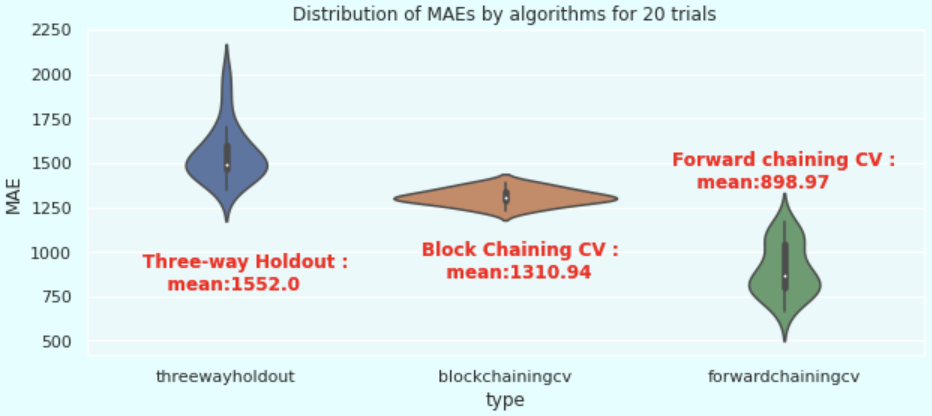 Distribution of MAEs by algorithms for 20 trials
2250
2000
1750
1500
1250
1000
750
500
MAE
Forward chaining CV :
mean:898.97
Block Chaining CV :
mean:1310.94
Three-way Holdout :
mean:1552.0
threewayholdout
blockchainingcv
forwardchainingcv
type